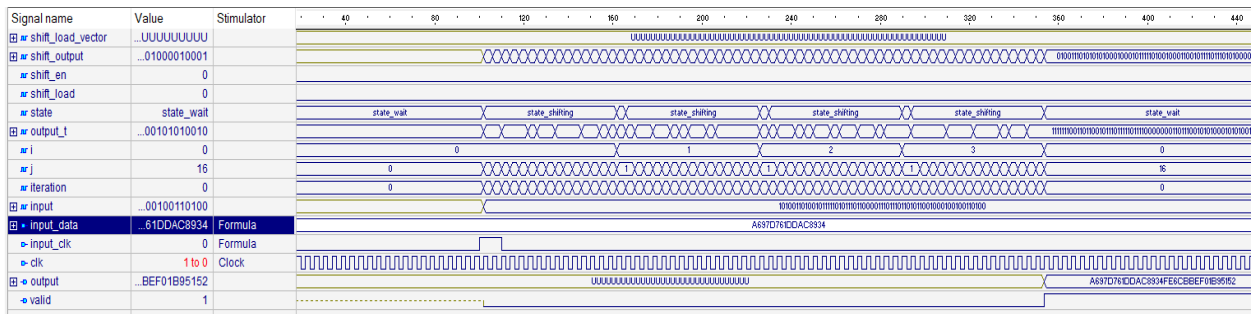 Signal name Value Stimulator 40 80 120 160 200 240 280 320 360 400 440
shift_load_vector ...UUUUUUUUU
shift_output ...01000010001
shift_en 0
shift_load 0
state state_wait state_wait state_shifting state_shifting state_shifting state_shifting state_wait
output_t ...00101010010
i 0 0 1 2 3 0
j 16 0 1 1 1 16
iteration 0 0 0
input ...00100110100
input_data ...61DDAC8934 Formula A697D761DDAC8934
input_clk 0 Formula
clk 1 to 0 Clock
output ...BEF01B95152 A697D761DDAC8934FE6CBBEF01B95152
valid 1